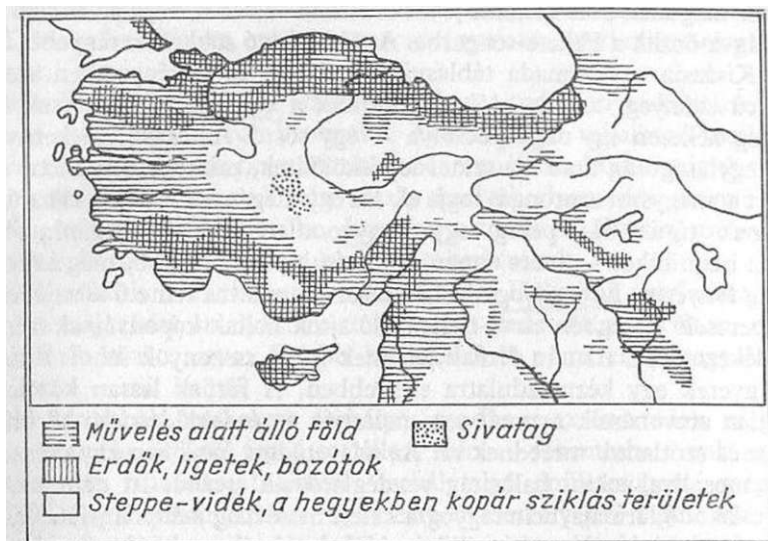 Művelés alatt álló föld
Sivatag
Erdők, ligetek, bozótok
Steppe-vidék, a hegyekben kopár sziklás területek